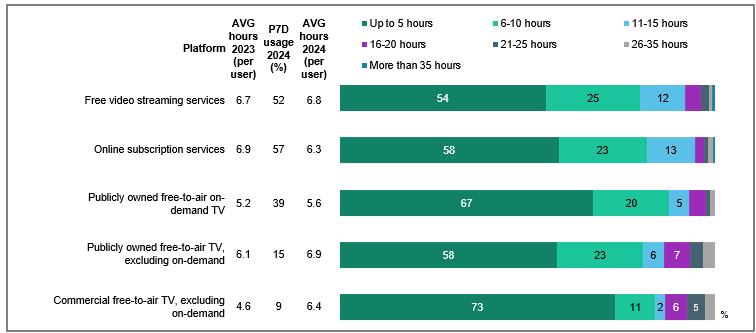 Platform
AVG hours 2023 (per user)
P7D usage 2024 (%)
AVG hours 2024 (per user)
Up to 5 hours
6-10 hours
11-15 hours
16-20 hours
21-25 hours
26-35 hours
More than 35 hours
Free video streaming services 6.7 52 6.8 54 25 12
Online subscription services 6.9 57 6.3 58 23 13
Publicly owned free-to-air on-
demand TV 5.2 39 5.6 67 20 5
Publicly owned free-to-air TV,
excluding on-demand 6.1 15 6.9 58 23 6 7
Commercial free-to-air TV, excluding
on-demand 4.6 9 6.4 73 11 2 6 5
%